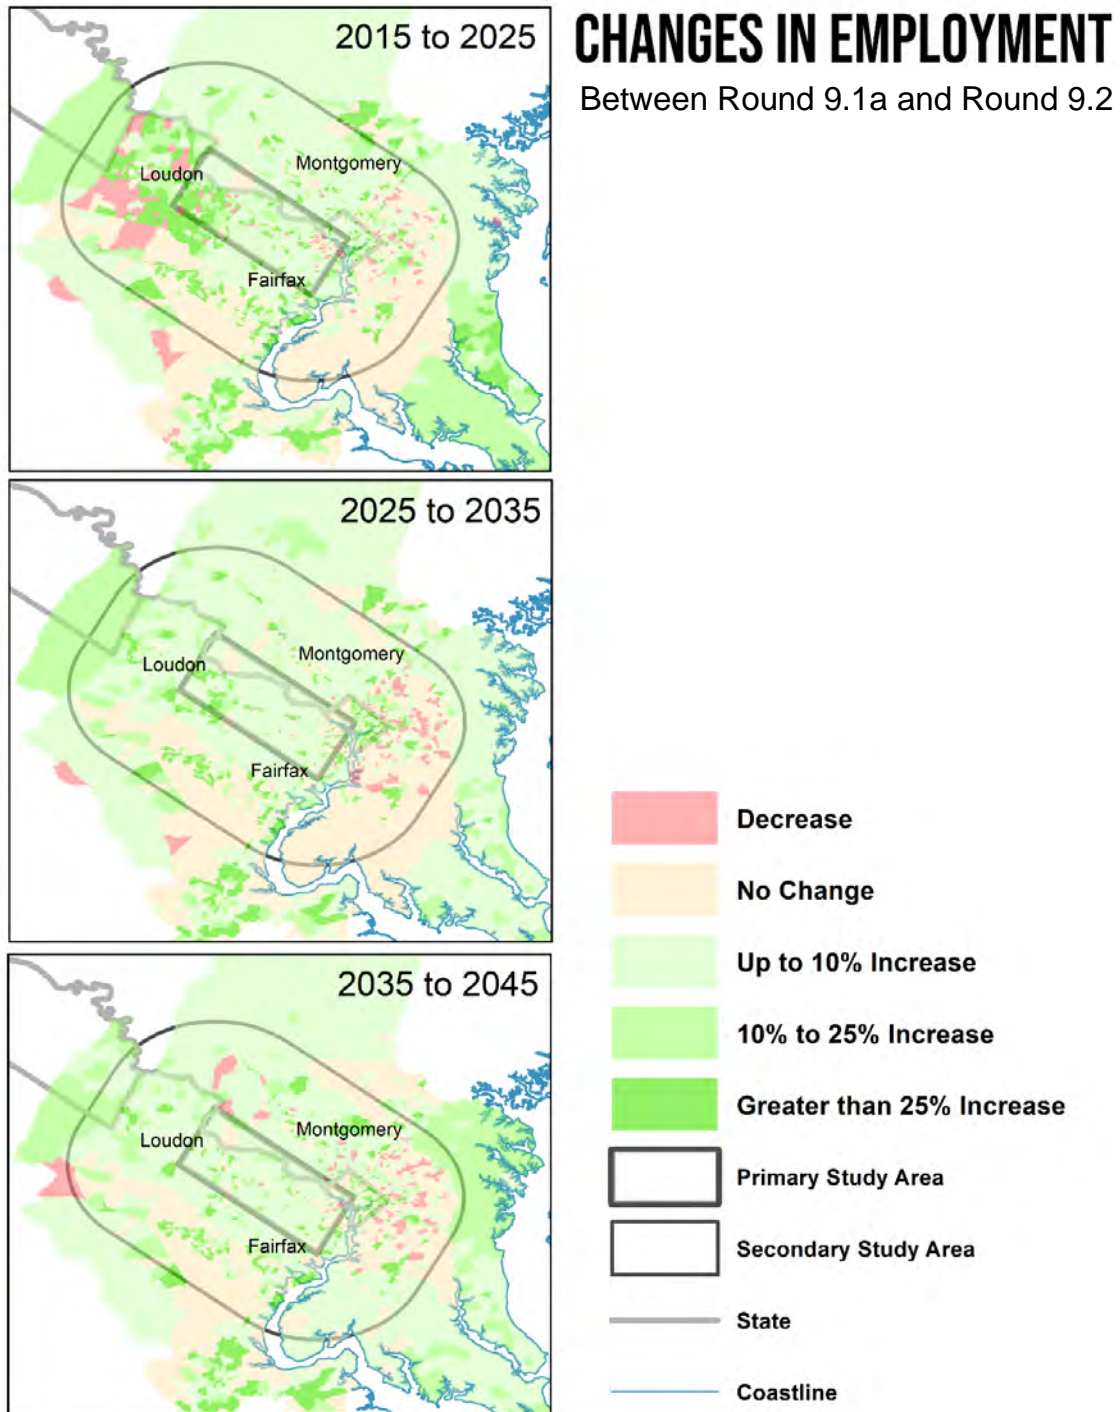 CHANGES IN EMPLOYMENT
Between Round 9.1a and Round 9.2
2015 to 2025
Montgomery
Loudon
Fairfax
2025 to 2035
Montgomery
Loudon
Fairfax
2035 to 2045
Montgomery
Loudon
Fairfax
Decrease
No Change
Up to 10% Increase
10% to 25% Increase
Greater than 25% Increase
Primary Study Area
Secondary Study Area
State
Coastline